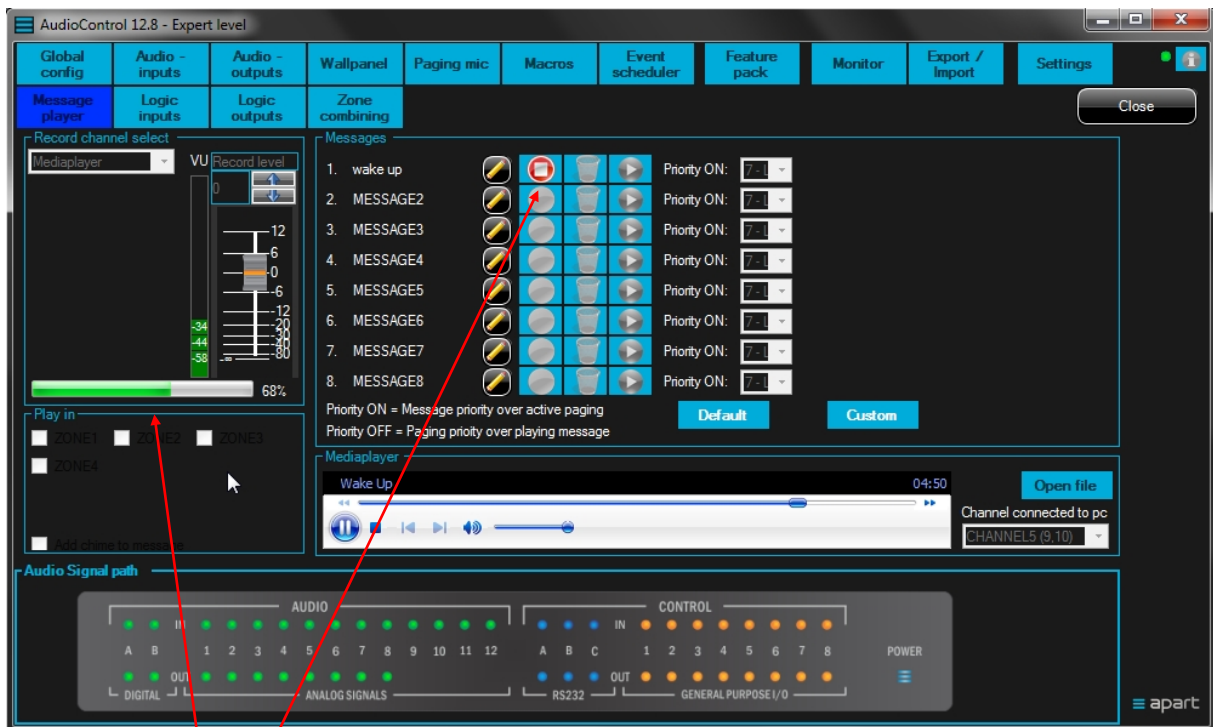 AudioControl 12.8 - Expert level
Global config
Audio - inputs
Audio - outputs
Wallpanel
Paging mic
Macros
Event scheduler
Feature pack
Monitor
Export / Import
Settings
Message player
Logic inputs
Logic outputs
Zone combining
Close
Record channel select
Mediaplayer
VU
Record level
0
12
6
-0
-6
-12
-20
-80
-∞
-34
-44
-58
68%
Play in
ZONE1 ZONE2 ZONE3
ZONE4
Add chime to message
Messages
1. wake up Priority ON: 7 - L
2. MESSAGE2 Priority ON: 7 - L
3. MESSAGE3 Priority ON: 7 - L
4. MESSAGE4 Priority ON: 7 - L
5. MESSAGE5 Priority ON: 7 - L
6. MESSAGE6 Priority ON: 7 - L
7. MESSAGE7 Priority ON: 7 - L
8. MESSAGE8 Priority ON: 7 - L
Priority ON = Message priority over active paging
Priority OFF = Paging prioity over playing message
Default
Custom
Mediaplayer
Wake Up 04:50
Open file
Channel connected to pc
CHANNEL5 (9,10)
Audio Signal path
AUDIO CONTROL
IN IN
A B 1 2 3 4 5 6 7 8 9 10 11 12 A B C 1 2 3 4 5 6 7 8 POWER
OUT OUT
DIGITAL ANALOG SIGNALS RS232 GENERAL PURPOSE I/O
apart